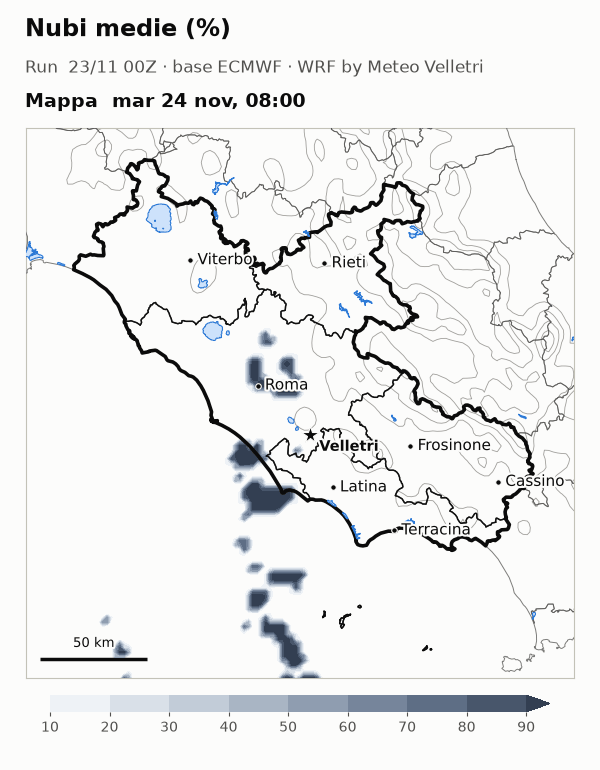 Nubi medie (%)
Run  23/11 00Z · base ECMWF · WRF by Meteo Velletri
Mappa  mar 24 nov, 08:00
Viterbo
Rieti
Roma
Velletri
Frosinone
Latina
Cassino
Terracina
50 km
10 20 30 40 50 60 70 80 90